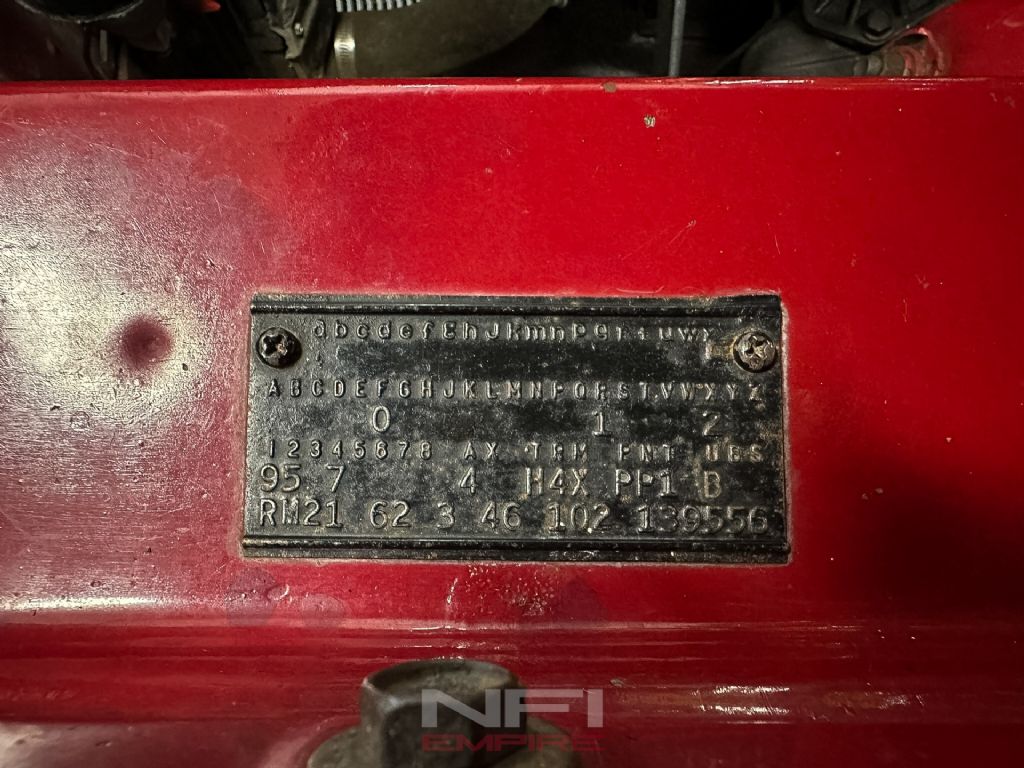 abcdefghJkmnpqrtuwx
ABCDEFGHJKLMNPQRSTVWXYZ
0 1 2
12345678 AX TRM PNT UBS
95 7 4 H4X PP1 B
RM21 62 3 46 102 139556
NFI
EMPIRE